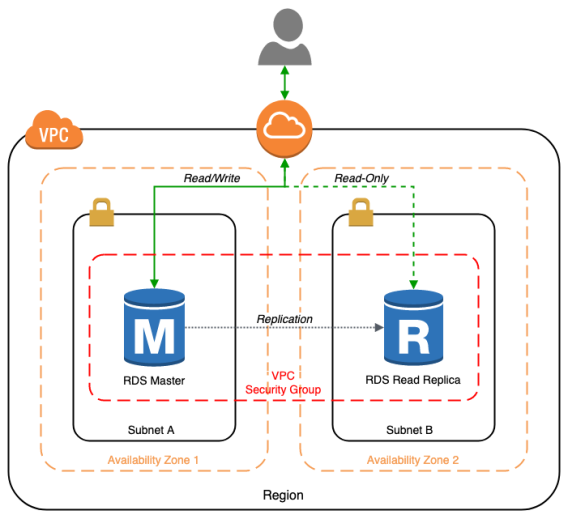 VPC
Read/Write
Read-Only
M
Replication
R
RDS Master
RDS Read Replica
VPC
Security Group
Subnet A
Subnet B
Availability Zone 1
Availability Zone 2
Region